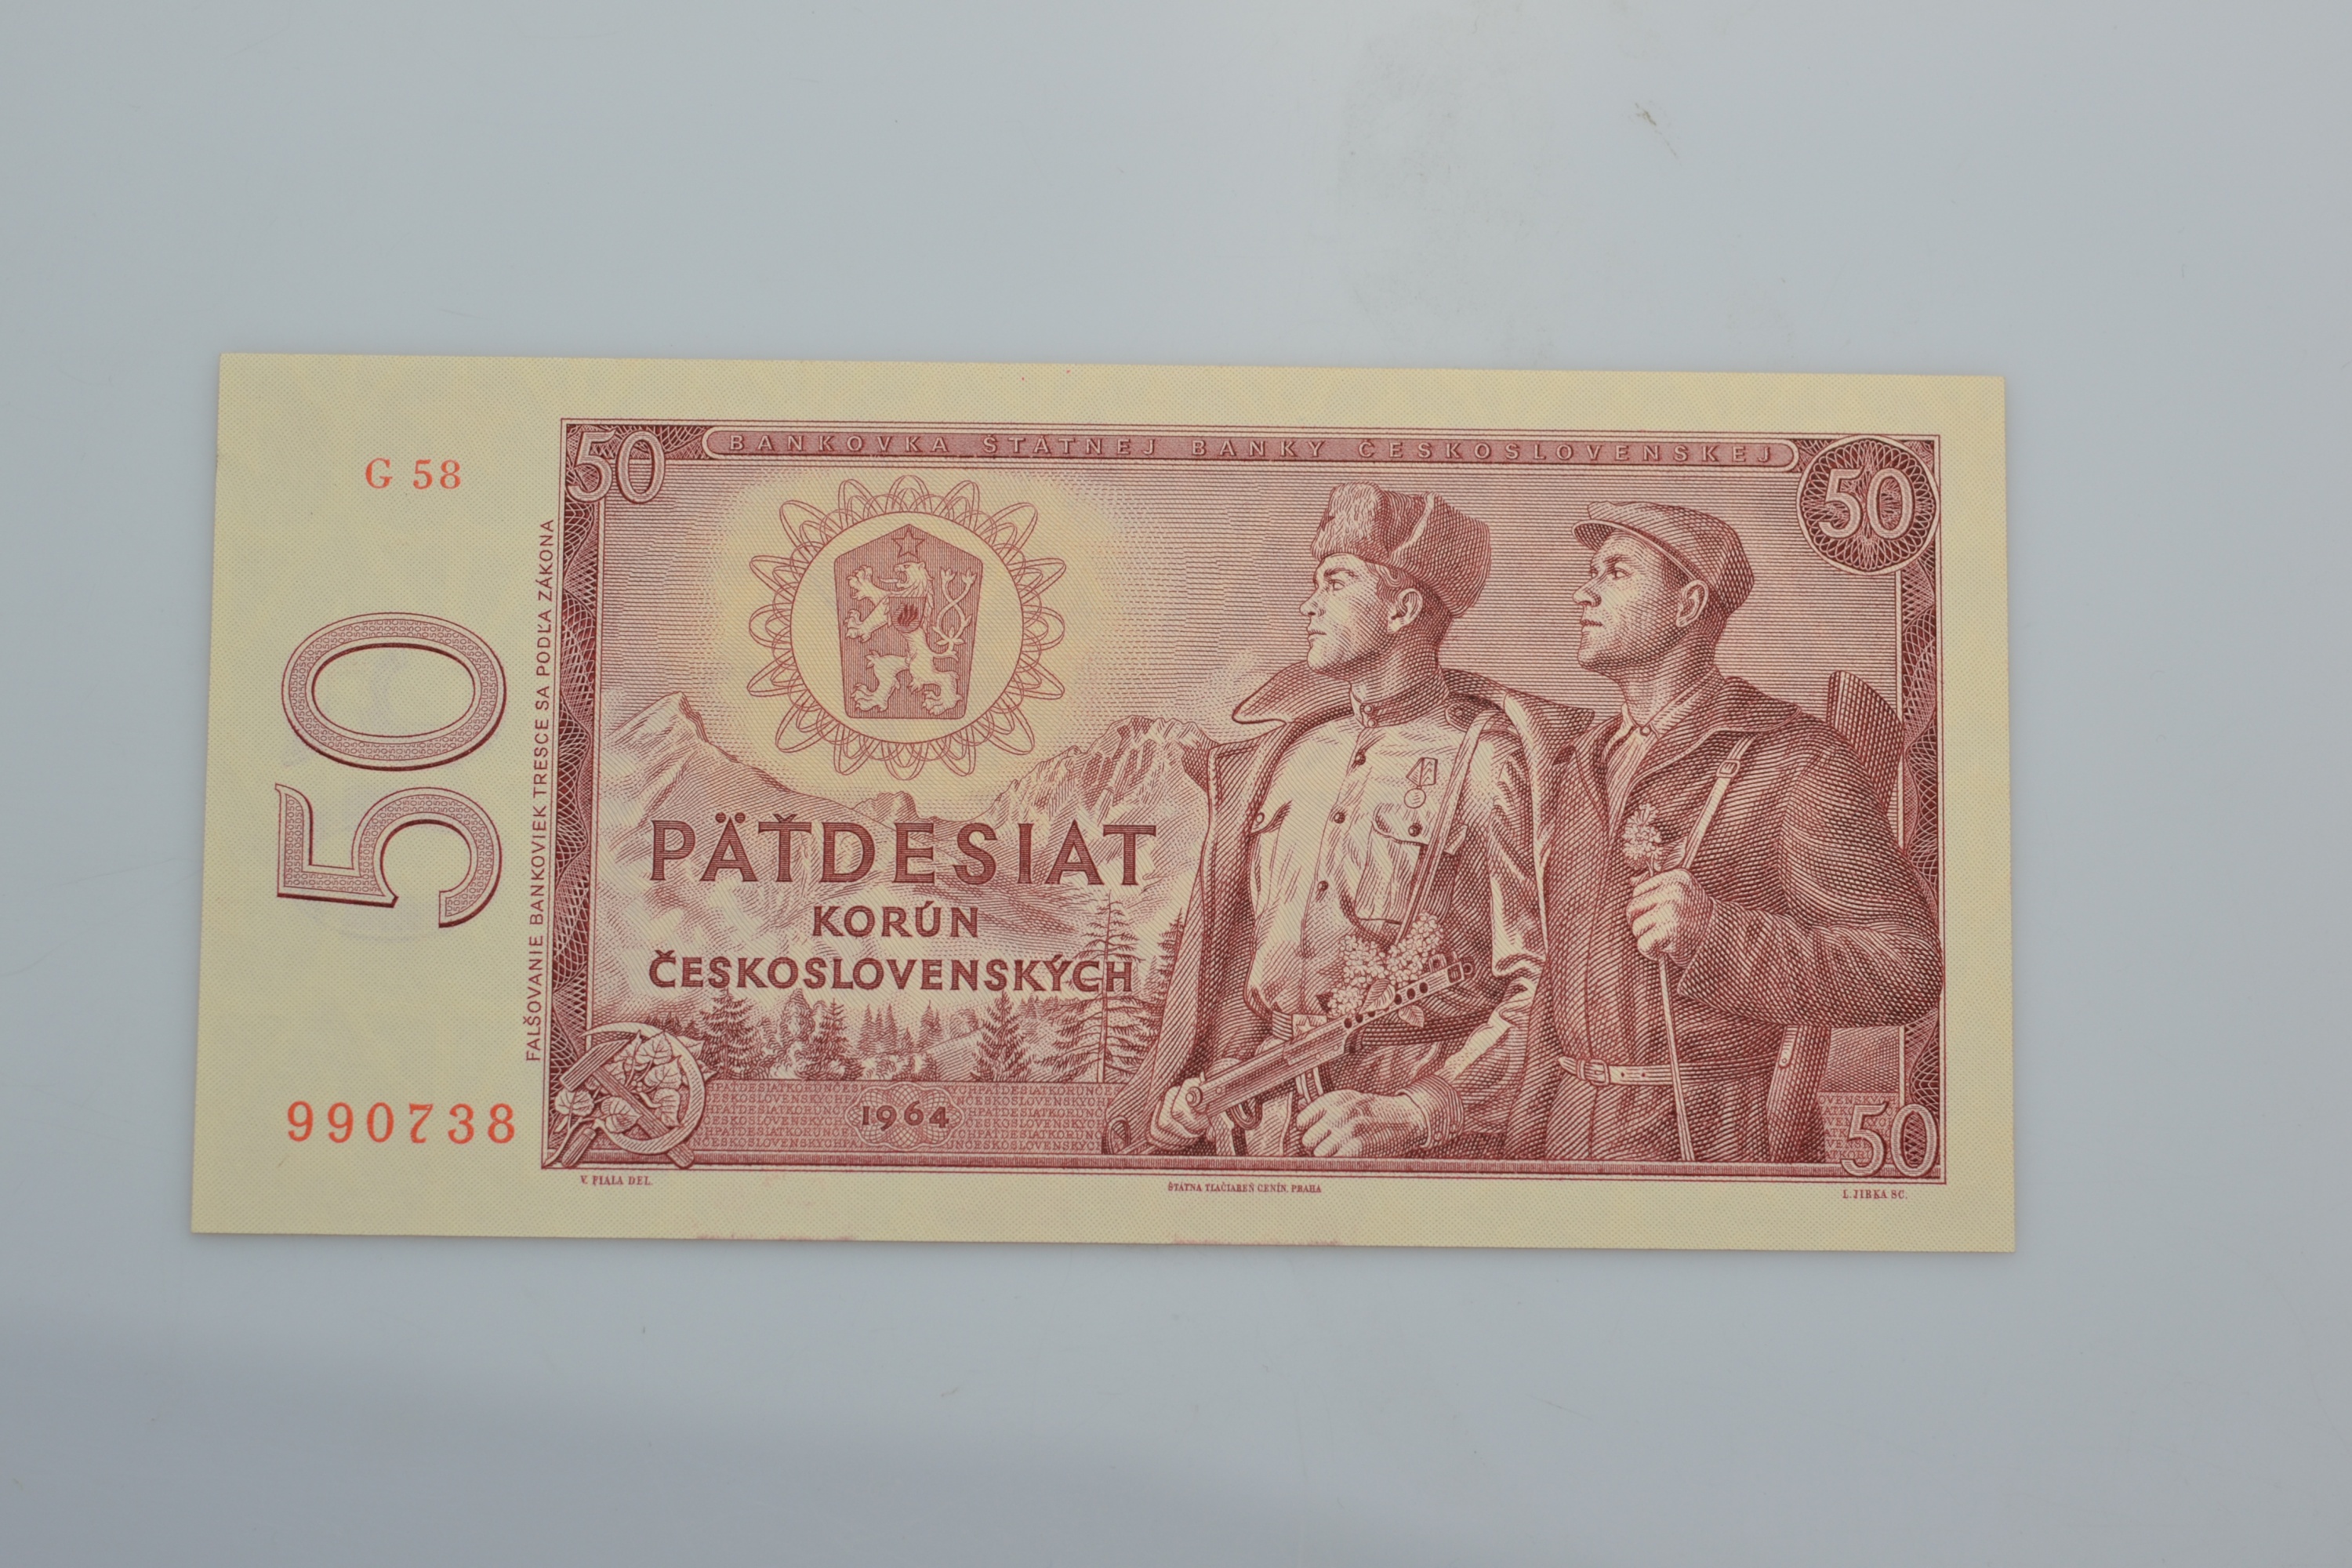 G 58
50
FALŠOVANIE BANKOVIEK TRESCE SA PODĽA ZÁKONA
990738
50
BANKOVKA ŠTÁTNEJ BANKY ČESKOSLOVENSKEJ
50
PÄŤDESIAT
KORÚN
ČESKOSLOVENSKÝCH
1964
50
V. FIALA DEL.
ŠTÁTNA TLAČIAREŇ CENÍN, PRAHA
L. JIRKA SC.